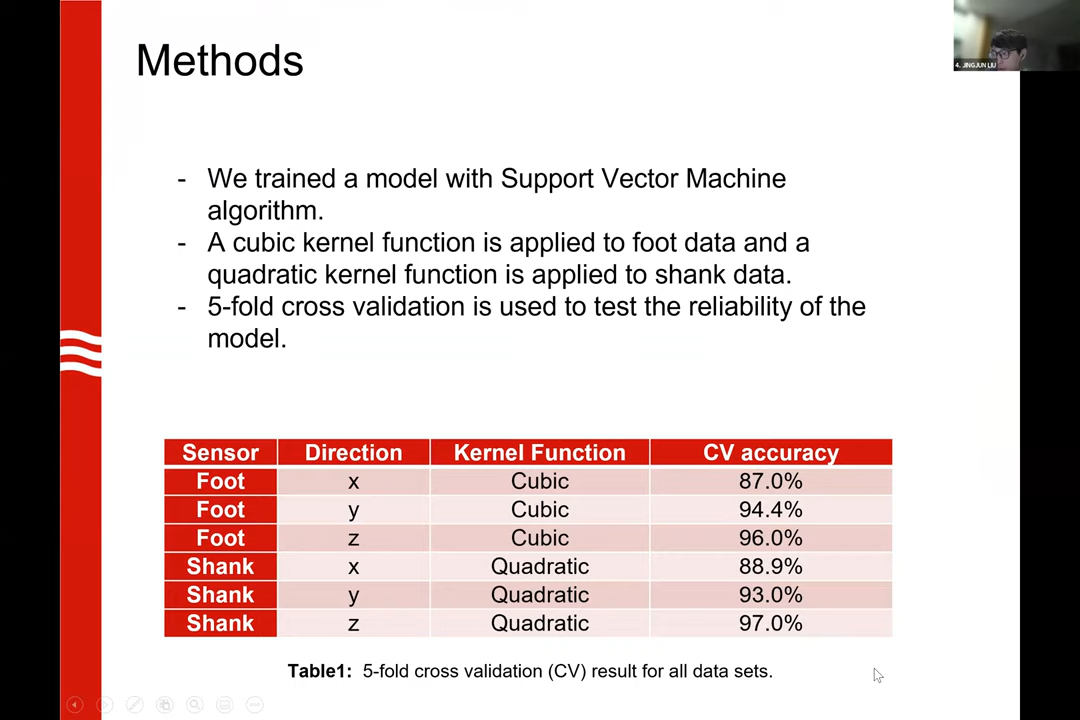 Methods
4. JINGJUN LIU
- We trained a model with Support Vector Machine
algorithm.
- A cubic kernel function is applied to foot data and a
quadratic kernel function is applied to shank data.
- 5-fold cross validation is used to test the reliability of the
model.
Sensor Direction Kernel Function CV accuracy
Foot x Cubic 87.0%
Foot y Cubic 94.4%
Foot z Cubic 96.0%
Shank x Quadratic 88.9%
Shank y Quadratic 93.0%
Shank z Quadratic 97.0%
Table1: 5-fold cross validation (CV) result for all data sets.